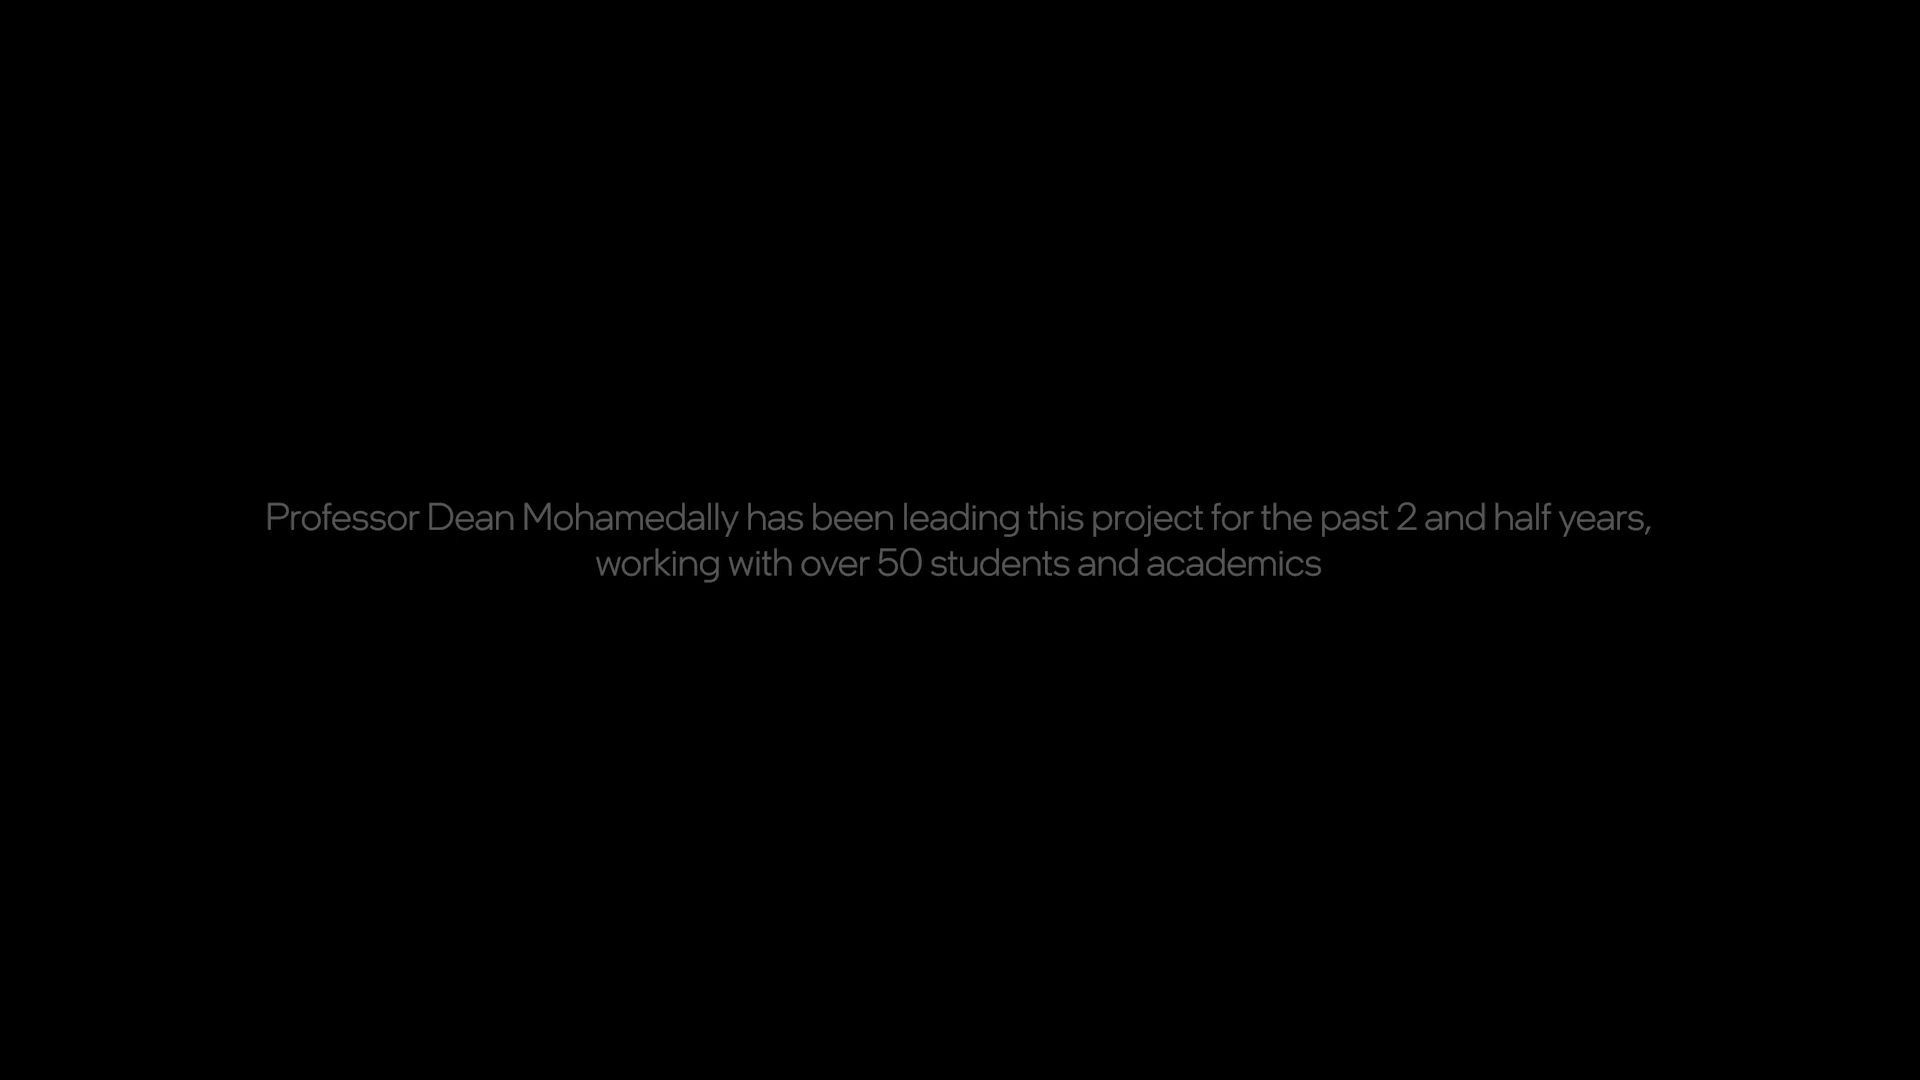 Professor Dean Mohamedally has been leading this project for the past 2 and half years,
working with over 50 students and academics